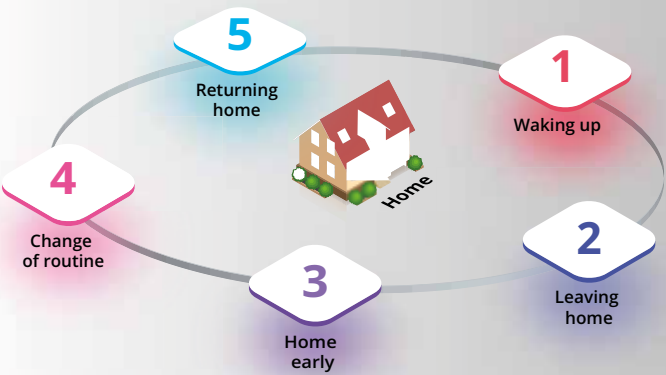 1
Waking up
2
Leaving
home
3
Home
early
4
Change
of routine
5
Returning
home
Home